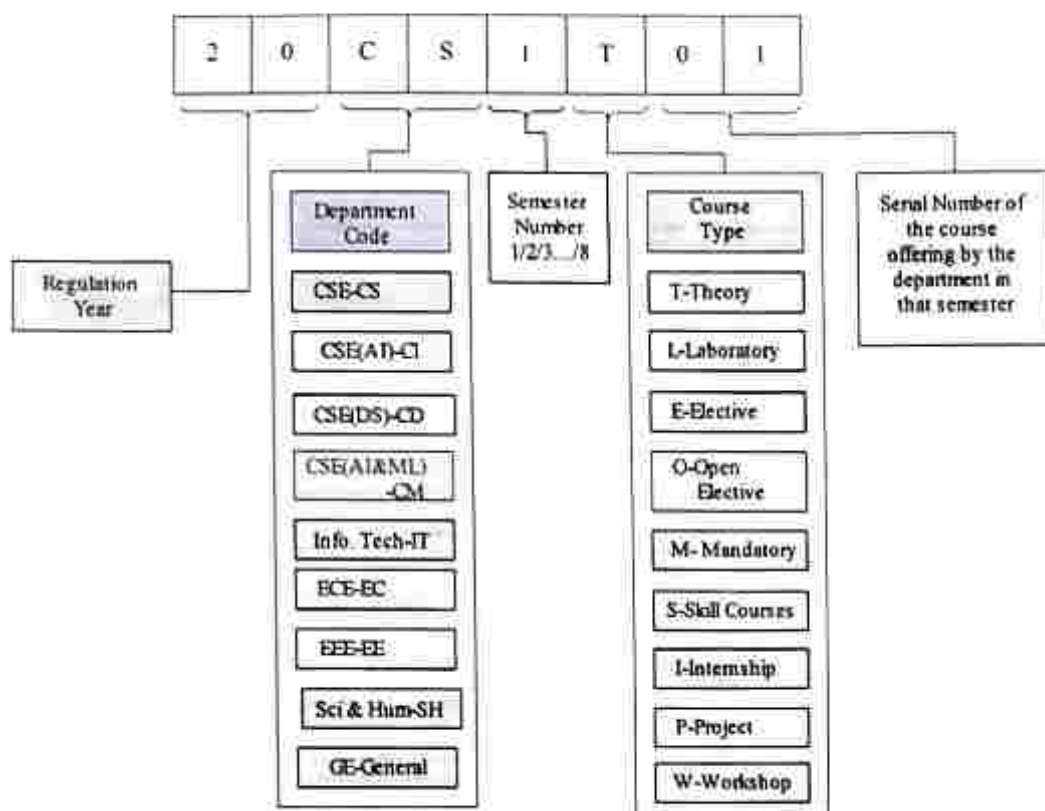 2 0 C S 1 T 0 1
Regulation
Year
Department
Code
CSE-CS
CSE(AI)-CI
CSE(DS)-CD
CSE(AI&ML)
-CM
Info. Tech-IT
ECE-EC
EEE-EE
Sci & Hum-SH
GE-General
Semester
Number
1/2/3..../8
Course
Type
T-Theory
L-Laboratory
E-Elective
O-Open
Elective
M- Mandatory
S-Skill Courses
I-Internship
P-Project
W-Workshop
Serial Number of
the course
offering by the
department in
that semester